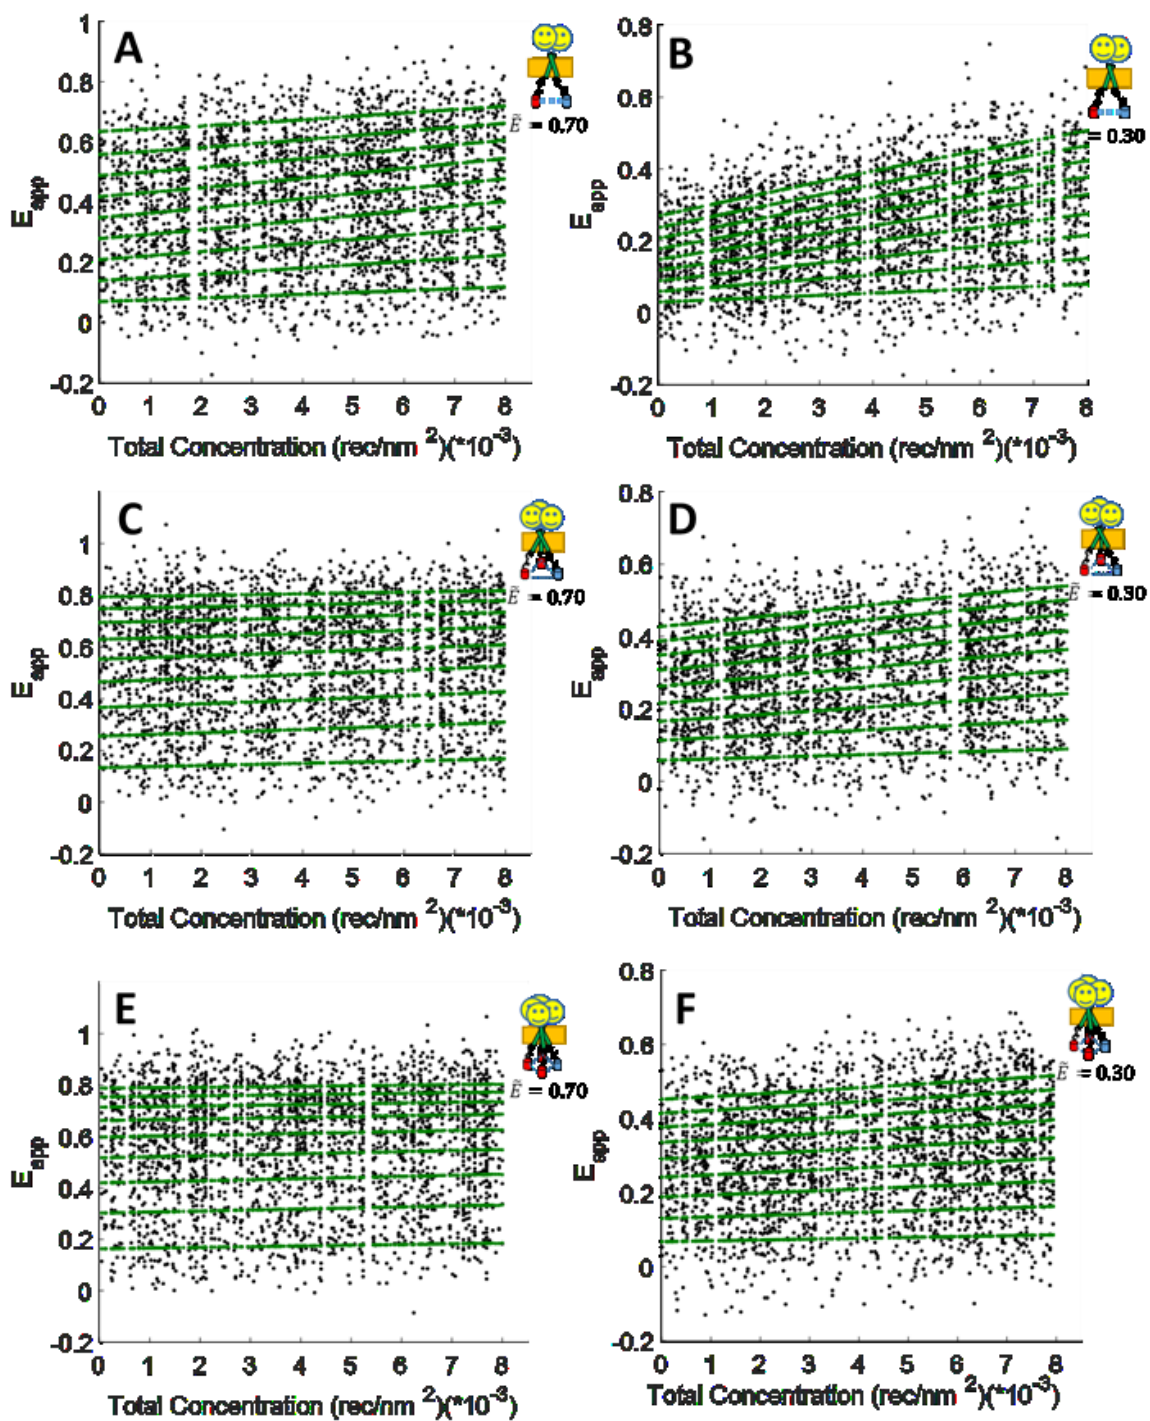 A
1
0.8
0.6
0.4
0.2
0
-0.2
E app
0 1 2 3 4 5 6 7 8
Total Concentration (rec/nm 2)(*10-3)
Ẽ = 0.70
B
0.8
0.6
0.4
0.2
0
-0.2
E app
0 1 2 3 4 5 6 7 8
Total Concentration (rec/nm 2)(*10-3)
= 0.30
C
1
0.8
0.6
0.4
0.2
0
-0.2
E app
0 1 2 3 4 5 6 7 8
Total Concentration (rec/nm 2)(*10-3)
Ẽ = 0.70
D
0.8
0.6
0.4
0.2
0
-0.2
E app
0 1 2 3 4 5 6 7 8
Total Concentration (rec/nm 2)(*10-3)
Ẽ = 0.30
E
1
0.8
0.6
0.4
0.2
0
-0.2
E app
0 1 2 3 4 5 6 7 8
Total Concentration (rec/nm 2)(*10-3)
Ẽ = 0.70
F
0.8
0.6
0.4
0.2
0
-0.2
E app
0 1 2 3 4 5 6 7 8
Total Concentration (rec/nm 2)(*10-3)
Ẽ = 0.30